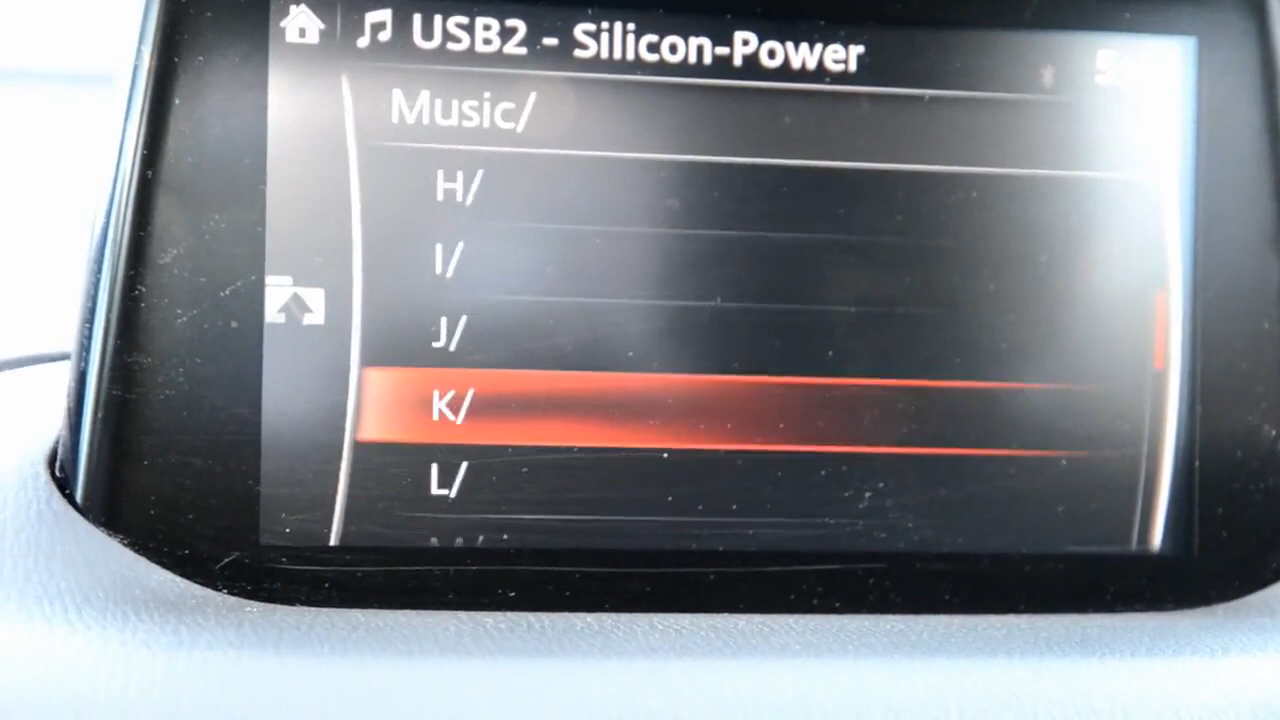 USB2 - Silicon-Power
Music/
H/
I/
J/
K/
L/